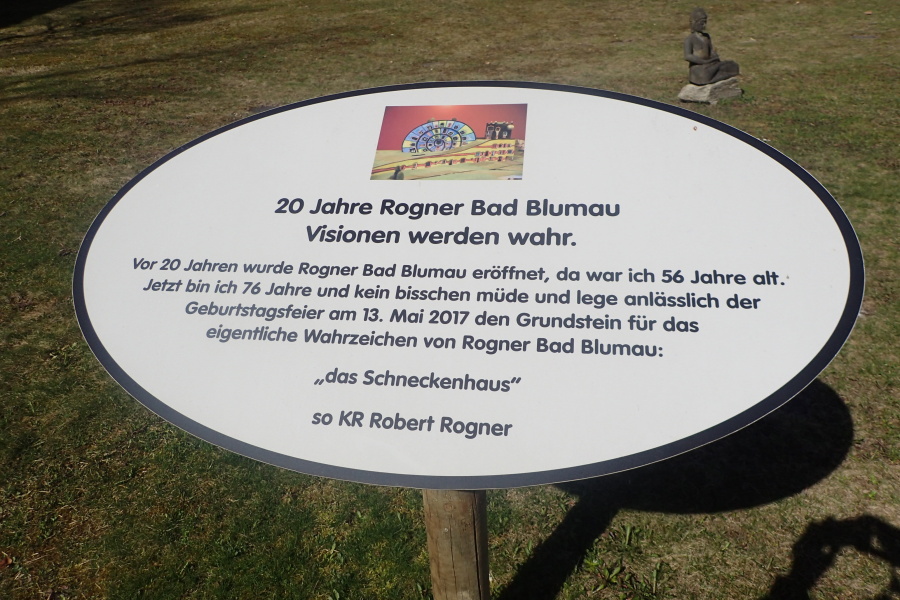 20 Jahre Rogner Bad Blumau
Visionen werden wahr.
Vor 20 Jahren wurde Rogner Bad Blumau eröffnet, da war ich 56 Jahre alt.
Jetzt bin ich 76 Jahre und kein bisschen müde und lege anlässlich der
Geburtstagsfeier am 13. Mai 2017 den Grundstein für das
eigentliche Wahrzeichen von Rogner Bad Blumau:
„das Schneckenhaus”
so KR Robert Rogner